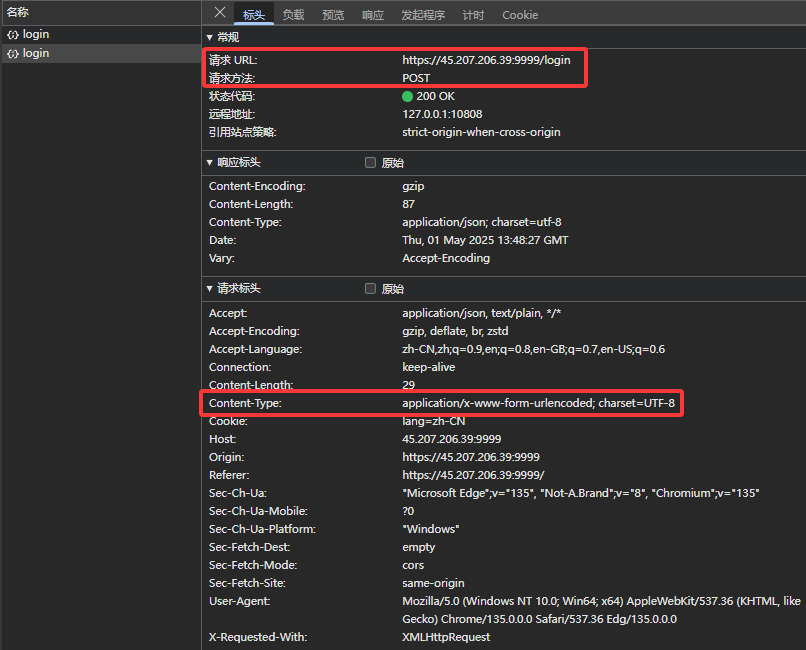 名称
标头 负载 预览 响应 发起程序 计时 Cookie
login
login
常规
请求 URL: https://45.207.206.39:9999/login
请求方法: POST
状态代码: 200 OK
远程地址: 127.0.0.1:10808
引用站点策略: strict-origin-when-cross-origin
响应标头 原始
Content-Encoding: gzip
Content-Length: 87
Content-Type: application/json; charset=utf-8
Date: Thu, 01 May 2025 13:48:27 GMT
Vary: Accept-Encoding
请求标头 原始
Accept: application/json, text/plain, */*
Accept-Encoding: gzip, deflate, br, zstd
Accept-Language: zh-CN,zh;q=0.9,en;q=0.8,en-GB;q=0.7,en-US;q=0.6
Connection: keep-alive
Content-Length: 29
Content-Type: application/x-www-form-urlencoded; charset=UTF-8
Cookie: lang=zh-CN
Host: 45.207.206.39:9999
Origin: https://45.207.206.39:9999
Referer: https://45.207.206.39:9999/
Sec-Ch-Ua: "Microsoft Edge";v="135", "Not-A.Brand";v="8", "Chromium";v="135"
Sec-Ch-Ua-Mobile: ?0
Sec-Ch-Ua-Platform: "Windows"
Sec-Fetch-Dest: empty
Sec-Fetch-Mode: cors
Sec-Fetch-Site: same-origin
User-Agent: Mozilla/5.0 (Windows NT 10.0; Win64; x64) AppleWebKit/537.36 (KHTML, like
Gecko) Chrome/135.0.0.0 Safari/537.36 Edg/135.0.0.0
X-Requested-With: XMLHttpRequest